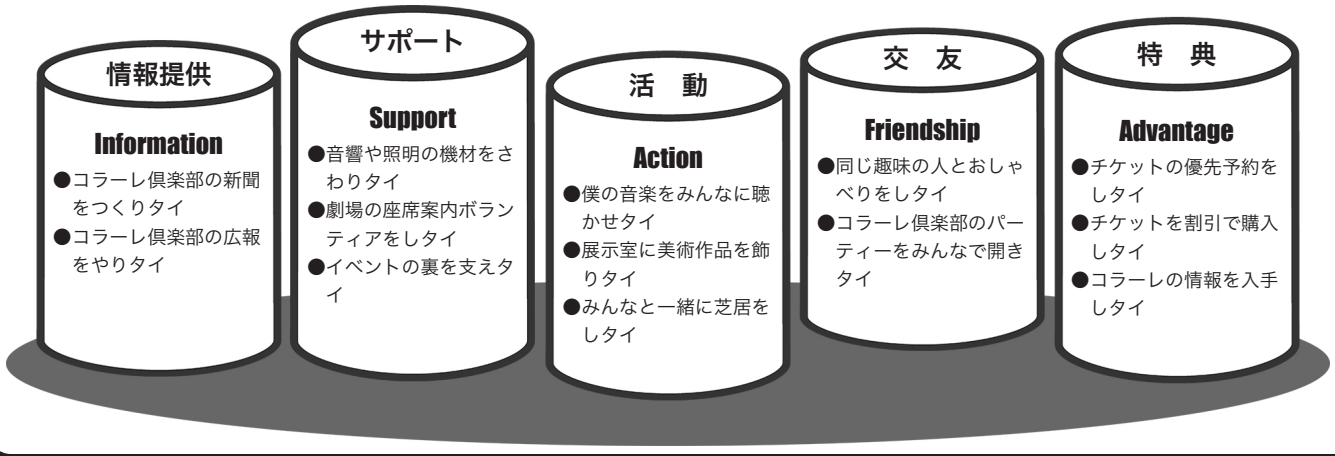 情報提供
Information
●コラーレ倶楽部の新聞
をつくりタイ
●コラーレ倶楽部の広報
をやりタイ
サポート
Support
●音響や照明の機材をさ
わりタイ
●劇場の座席案内ボラン
ティアをしタイ
●イベントの裏を支えタ
イ
活　動
Action
●僕の音楽をみんなに聴
かせタイ
●展示室に美術作品を飾
りタイ
●みんなと一緒に芝居を
しタイ
交　友
Friendship
●同じ趣味の人とおしゃ
べりをしタイ
●コラーレ倶楽部のパー
ティーをみんなで開き
タイ
特　典
Advantage
●チケットの優先予約を
しタイ
●チケットを割引で購入
しタイ
●コラーレの情報を入手
しタイ